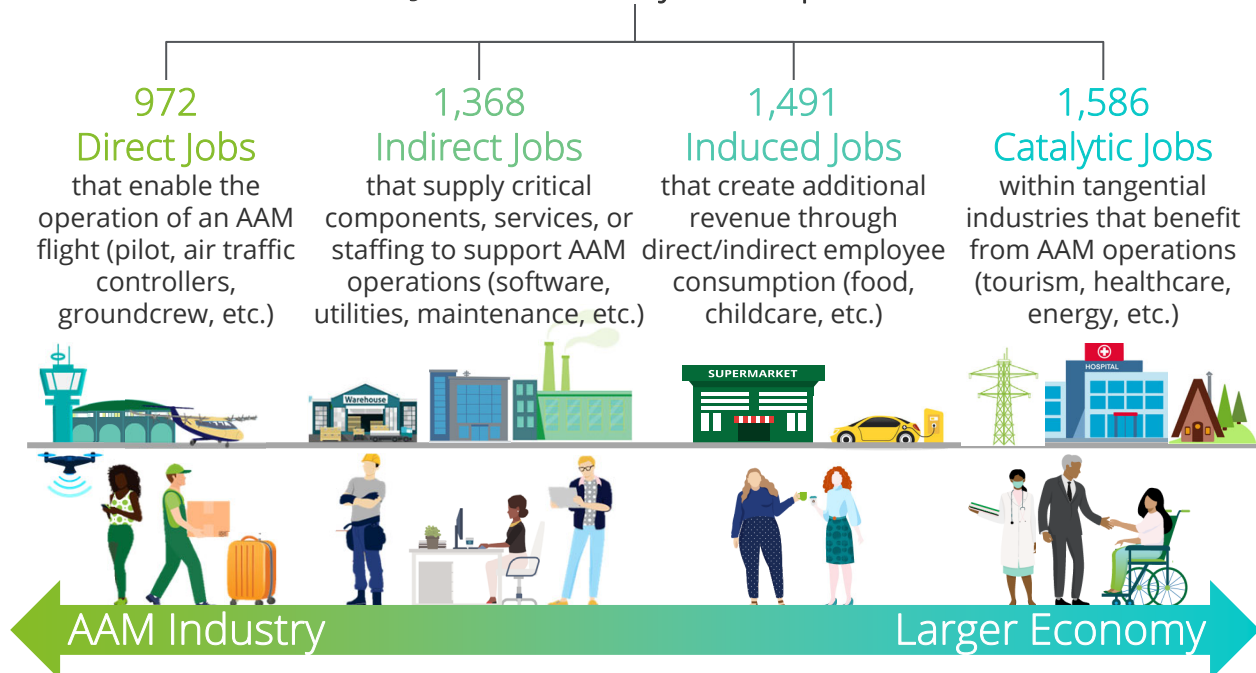 972
Direct Jobs
that enable the
operation of an AAM
flight (pilot, air traffic
controllers,
groundcrew, etc.)
1,368
Indirect Jobs
that supply critical
components, services, or
staffing to support AAM
operations (software,
utilities, maintenance, etc.)
1,491
Induced Jobs
that create additional
revenue through
direct/indirect employee
consumption (food,
childcare, etc.)
1,586
Catalytic Jobs
within tangential
industries that benefit
from AAM operations
(tourism, healthcare,
energy, etc.)
Warehouse
SUPERMARKET
HOSPITAL
AAM Industry
Larger Economy